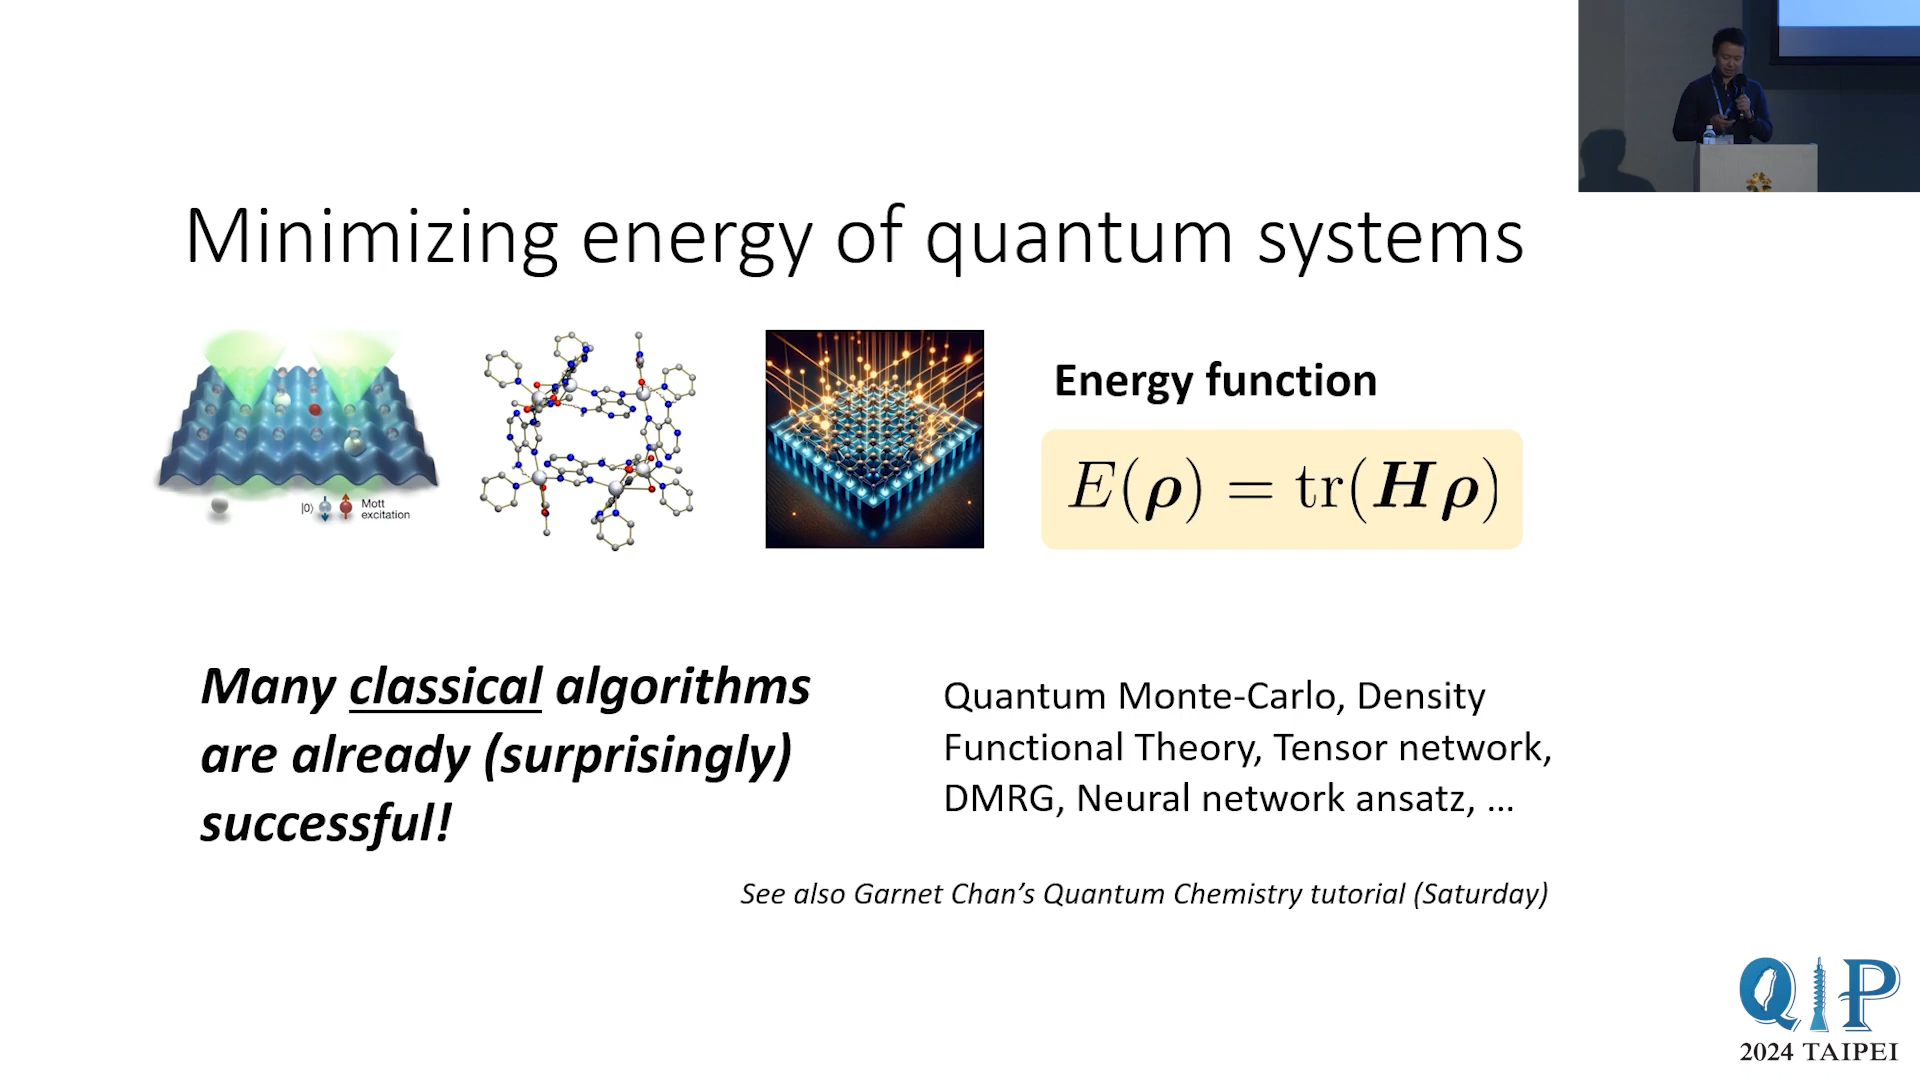 Minimizing energy of quantum systems
|0⟩
Mott
excitation
Energy function
E(ρ) = tr(Hρ)
Many classical algorithms
are already (surprisingly)
successful!
Quantum Monte-Carlo, Density
Functional Theory, Tensor network,
DMRG, Neural network ansatz, ...
See also Garnet Chan's Quantum Chemistry tutorial (Saturday)
QIP
2024 TAIPEI